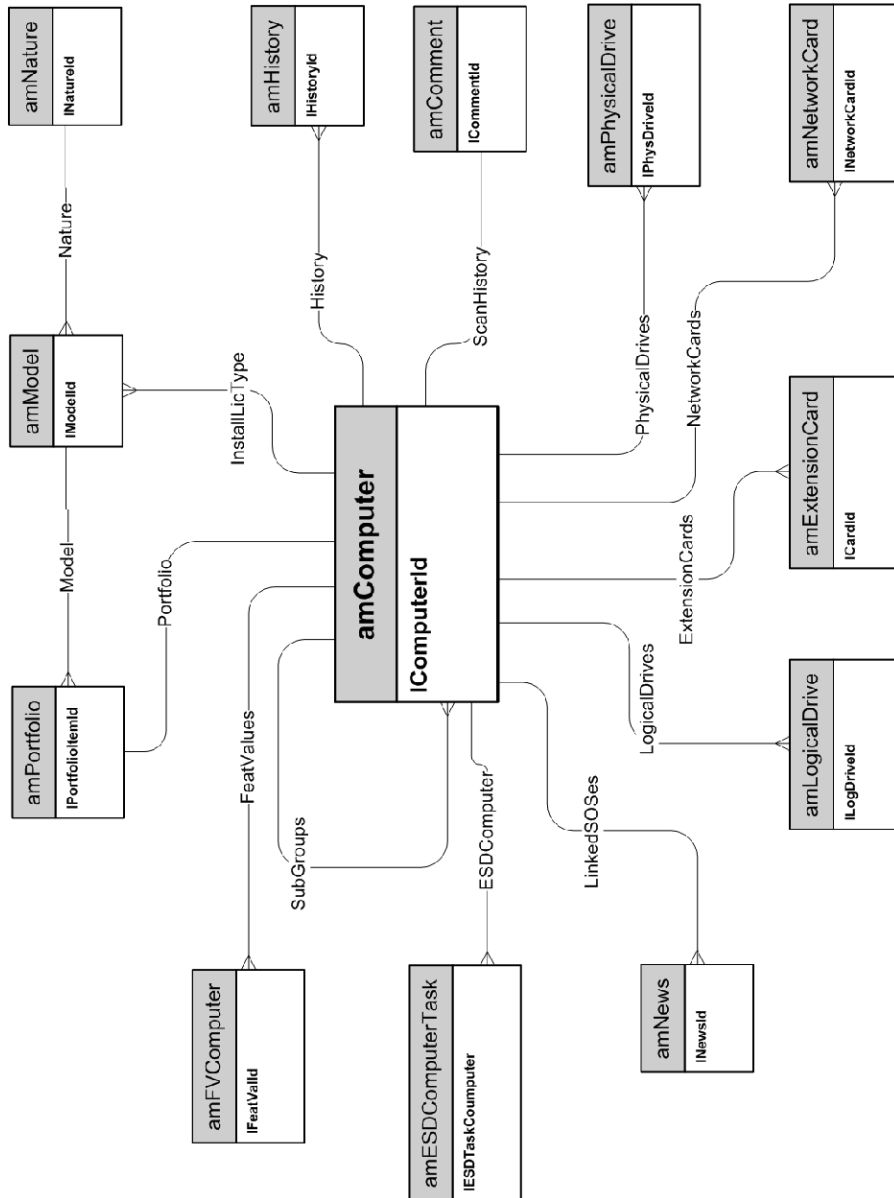 amPortfolio
lPortfolioItemId
Model
amModel
lModelId
Nature
amNature
lNatureId
Portfolio
InstallLicType
amFVComputer
lFeatValId
FeatValues
SubGroups
History
amHistory
lHistoryId
amComputer
lComputerId
amESDComputerTask
lESDTaskCoumputer
ESDComputer
ScanHistory
amComment
lCommentId
LinkedSOSes
LogicalDrives
ExtensionCards
PhysicalDrives
NetworkCards
amPhysicalDrive
lPhysDriveId
amNews
lNewsId
amLogicalDrive
lLogDriveId
amExtensionCard
lCardId
amNetworkCard
lNetworkCardId